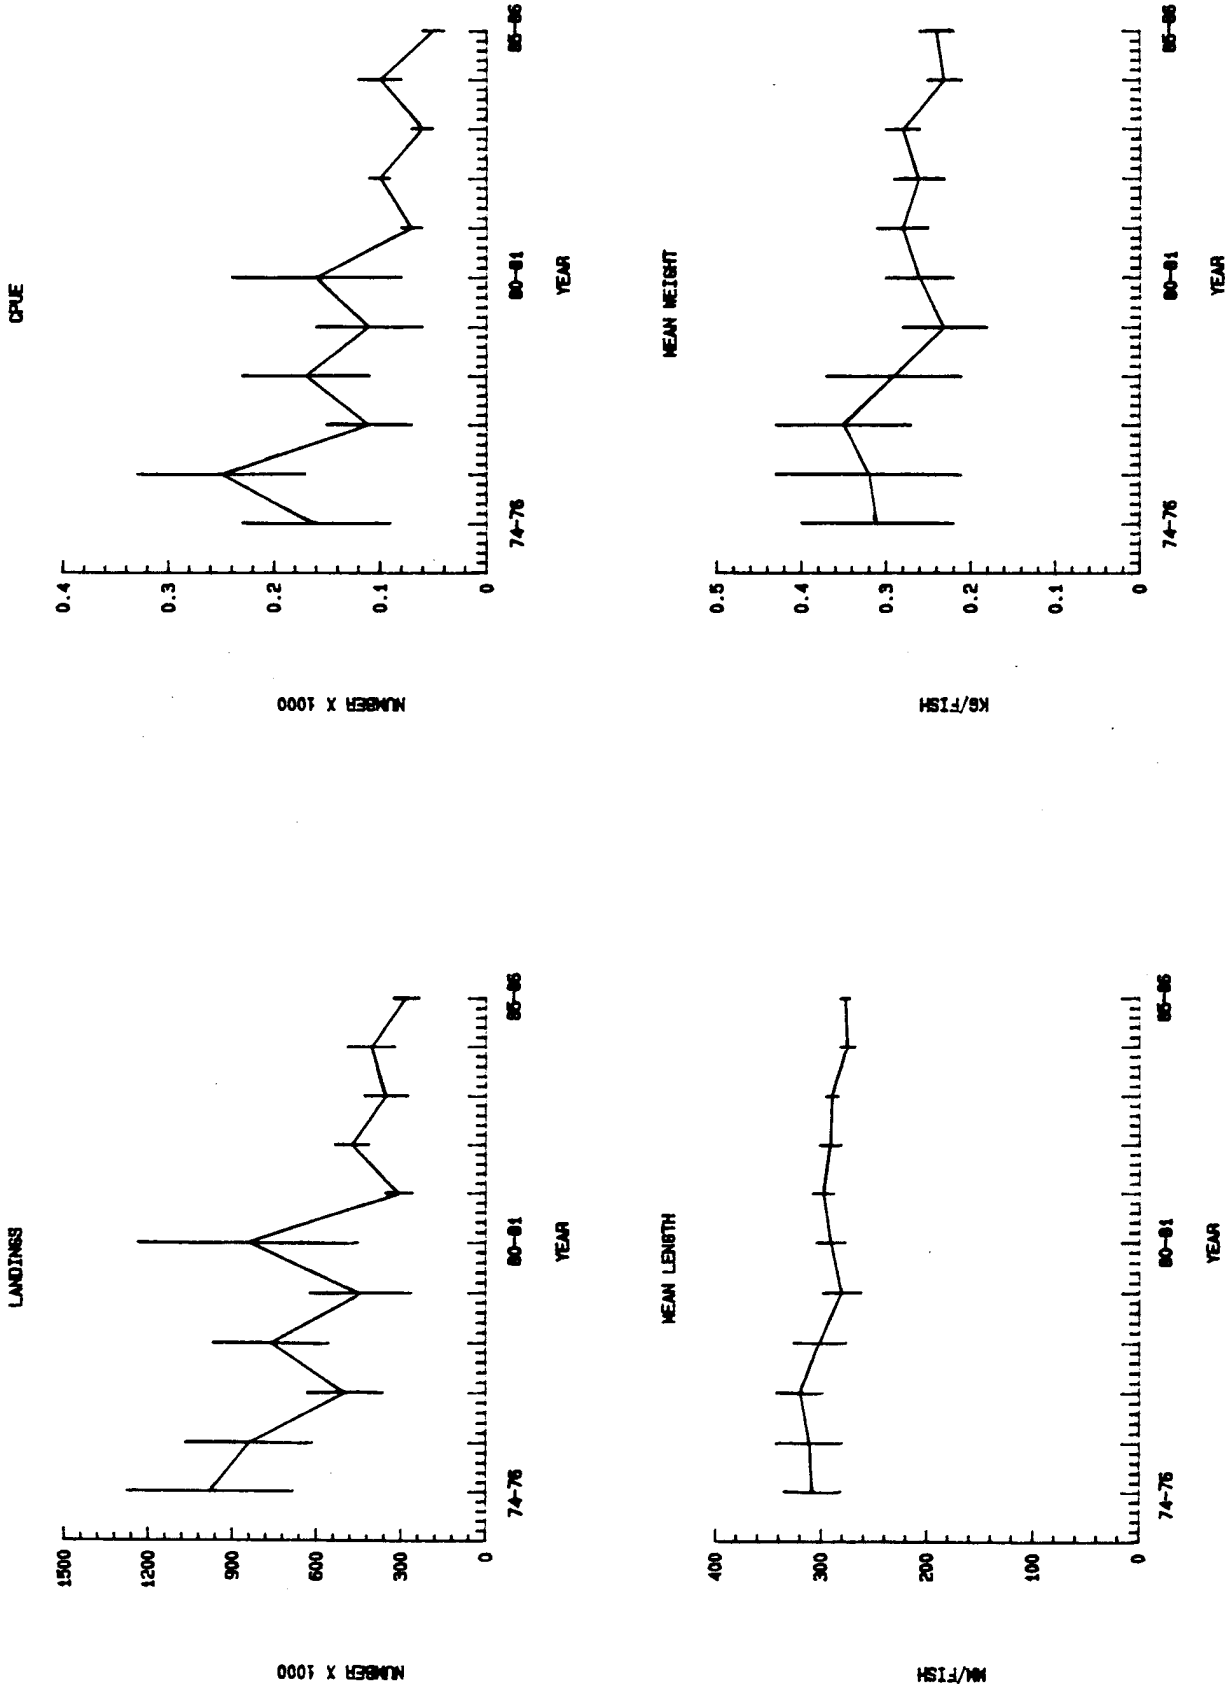 LANDINGS
NUMBER X 1000
1500
1200
900
600
300
0
74-76
80-81
85-86
YEAR
CPUE
NUMBER X 1000
0.4
0.3
0.2
0.1
0
74-76
80-81
85-86
YEAR
MEAN LENGTH
MM/FISH
400
300
200
100
0
74-76
80-81
85-86
YEAR
MEAN WEIGHT
KG/FISH
0.5
0.4
0.3
0.2
0.1
0
74-76
80-81
85-86
YEAR